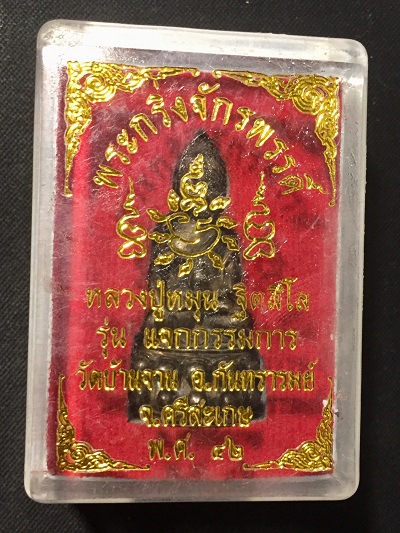 พระกริ่งจักรพรรดิ์
หลวงปู่หมุน ฐิตสีโล
รุ่น แจกกรรมการ
วัดบ้านจาน อ.กันทรารมย์
จ.ศรีสะเกษ
พ.ศ. ๔๒